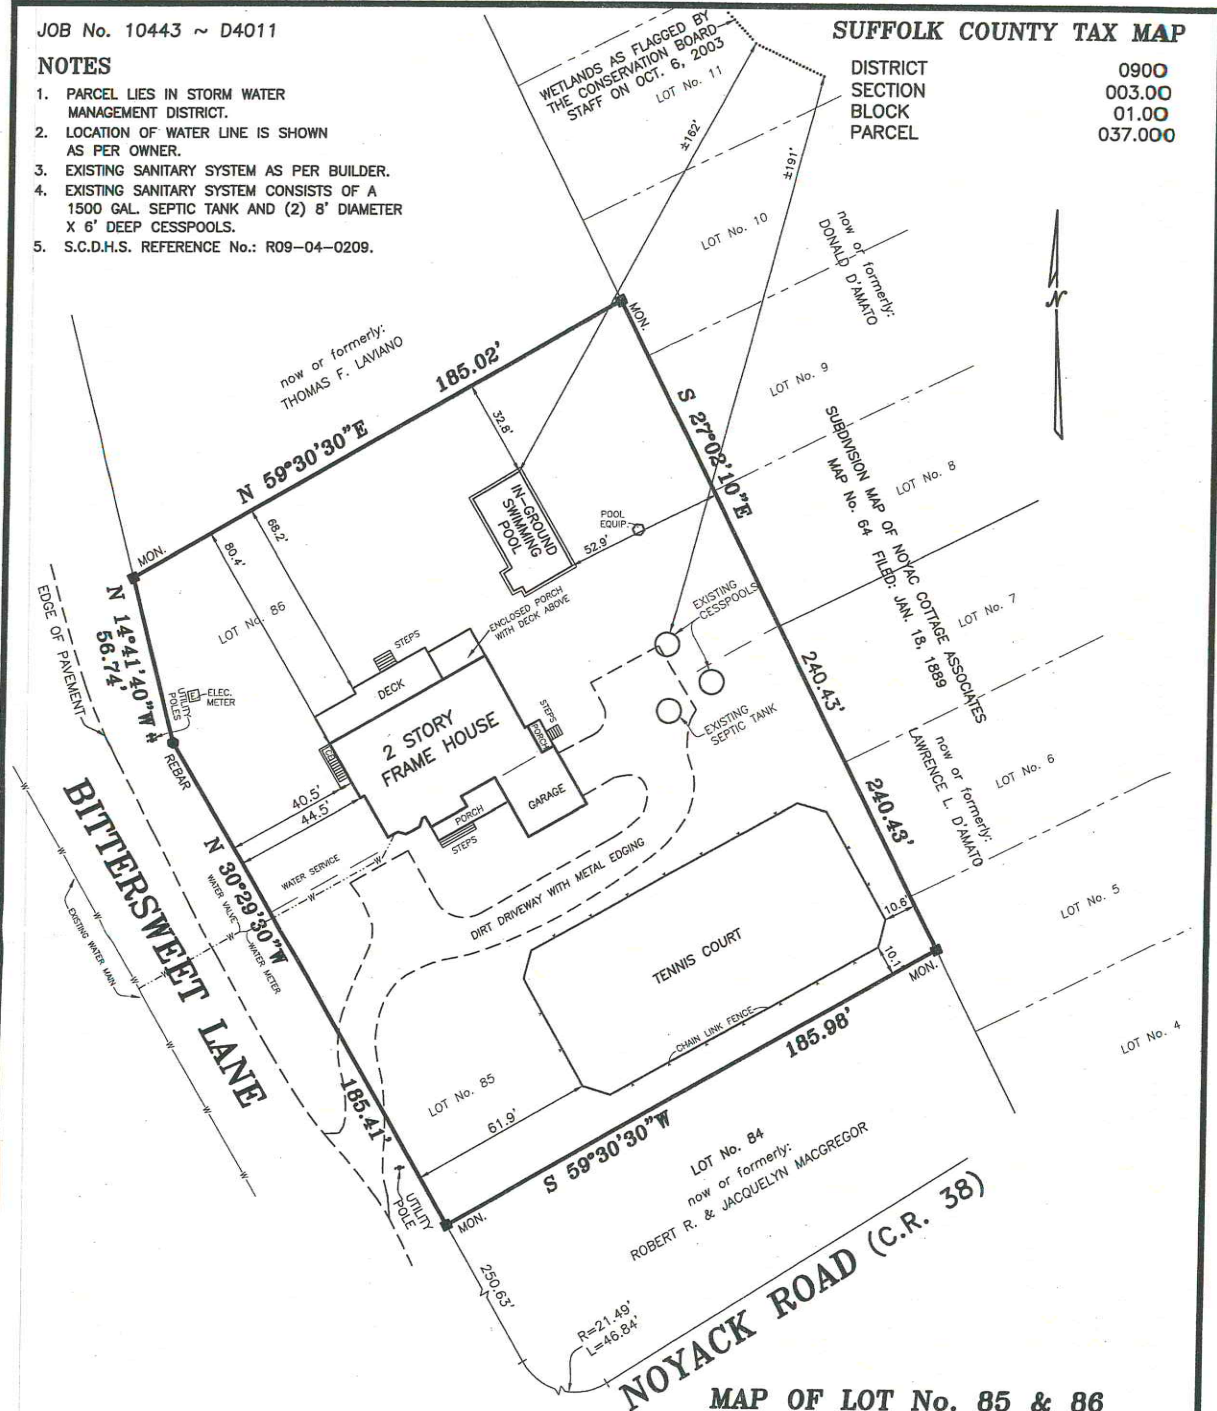 JOB No. 10443 ~ D4011
NOTES
1. PARCEL LIES IN STORM WATER
MANAGEMENT DISTRICT.
2. LOCATION OF WATER LINE IS SHOWN
AS PER OWNER.
3. EXISTING SANITARY SYSTEM AS PER BUILDER.
4. EXISTING SANITARY SYSTEM CONSISTS OF A
1500 GAL. SEPTIC TANK AND (2) 8' DIAMETER
X 6' DEEP CESSPOOLS.
5. S.C.D.H.S. REFERENCE No.: R09-04-0209.
WETLANDS AS FLAGGED BY
THE CONSERVATION BOARD
STAFF ON OCT. 6, 2003
LOT No. 11
SUFFOLK COUNTY TAX MAP
DISTRICT 0900
SECTION 003.00
BLOCK 01.00
PARCEL 037.000
±162'
±191'
LOT No. 10
now or formerly:
DONALD D'AMATO
N
MON.
now or formerly:
THOMAS F. LAVIANO
185.02'
N 59°30'30"E
32.8'
S 27°02'10"E
LOT No. 9
SUBDIVISION MAP OF NOYAC COTTAGE ASSOCIATES
MAP No. 64 FILED: JAN. 18, 1889
LOT No. 8
IN-GROUND
SWIMMING
POOL
POOL
EQUIP.
52.9'
68.2'
80.4'
MON.
N 14°41'40"W
56.74'
EDGE OF PAVEMENT
LOT No. 86
ENCLOSED PORCH
WITH DECK ABOVE
EXISTING
CESSPOOLS
LOT No. 7
STEPS
DECK
UTILITY
POLES
E
ELEC.
METER
REBAR
2 STORY
FRAME HOUSE
STEPS
PORCH
EXISTING
SEPTIC TANK
240.43'
now or formerly:
LAWRENCE L. D'AMATO
LOT No. 6
240.43'
40.5'
44.5'
GARAGE
PORCH
STEPS
BITTERSWEET LANE
N 30°29'30"W
WATER SERVICE
WATER VALVE
WATER METER
EXISTING WATER MAIN
W
DIRT DRIVEWAY WITH METAL EDGING
TENNIS COURT
10.6'
10.1
MON.
LOT No. 5
LOT No. 4
CHAIN LINK FENCE
185.98'
185.41'
LOT No. 85
61.9'
S 59°30'30"W
UTILITY
POLE
MON.
LOT No. 84
now or formerly:
ROBERT R. & JACQUELYN MACGREGOR
250.63'
R=21.49'
L=46.84'
NOYACK ROAD (C.R. 38)
MAP OF LOT No. 85 & 86